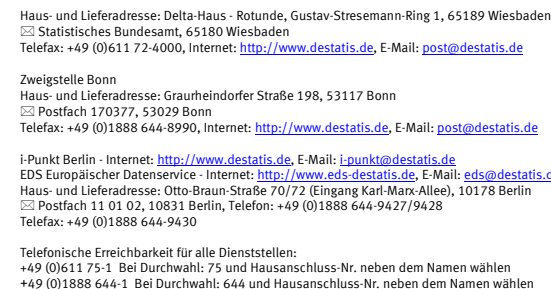 Haus- und Lieferadresse: Delta-Haus - Rotunde, Gustav-Stresemann-Ring 1, 65189 Wiesbaden
✉ Statistisches Bundesamt, 65180 Wiesbaden
Telefax: +49 (0)611 72-4000, Internet: http://www.destatis.de, E-Mail: post@destatis.de

Zweigstelle Bonn
Haus- und Lieferadresse: Graurheindorfer Straße 198, 53117 Bonn
✉ Postfach 170377, 53029 Bonn
Telefax: +49 (0)1888 644-8990, Internet: http://www.destatis.de, E-Mail: post@destatis.de

i-Punkt Berlin - Internet: http://www.destatis.de, E-Mail: i-punkt@destatis.de
EDS Europäischer Datenservice - Internet: http://www.eds-destatis.de, E-Mail: eds@destatis.d
Haus- und Lieferadresse: Otto-Braun-Straße 70/72 (Eingang Karl-Marx-Allee), 10178 Berlin
✉ Postfach 11 01 02, 10831 Berlin, Telefon: +49 (0)1888 644-9427/9428
Telefax: +49 (0)1888 644-9430

Telefonische Erreichbarkeit für alle Dienststellen:
+49 (0)611 75-1 Bei Durchwahl: 75 und Hausanschluss-Nr. neben dem Namen wählen
+49 (0)1888 644-1 Bei Durchwahl: 644 und Hausanschluss-Nr. neben dem Namen wählen